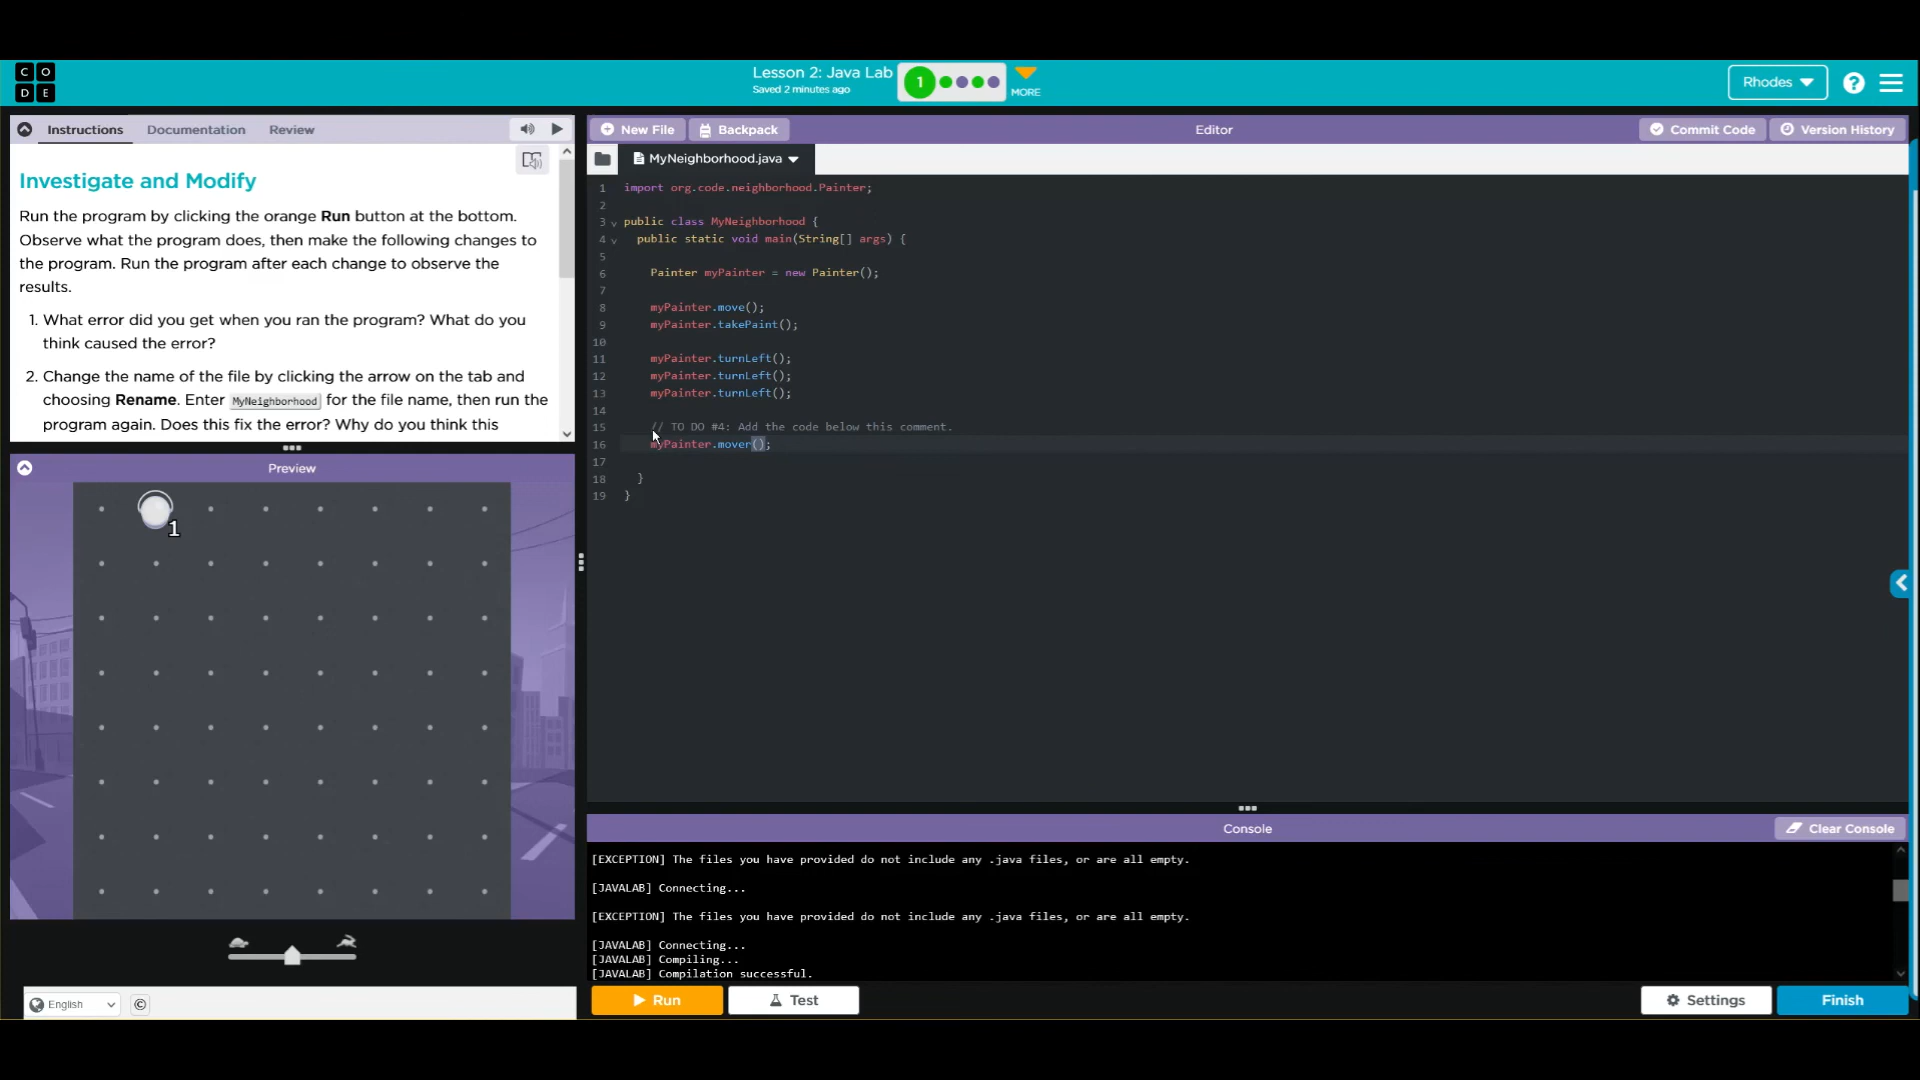 C O
D E
Lesson 2: Java Lab
Saved 2 minutes ago
1
MORE
Rhodes
?
Instructions
Documentation
Review
New File
Backpack
Editor
Commit Code
Version History
MyNeighborhood.java
Investigate and Modify
Run the program by clicking the orange Run button at the bottom.
Observe what the program does, then make the following changes to
the program. Run the program after each change to observe the
results.
1. What error did you get when you ran the program? What do you
think caused the error?
2. Change the name of the file by clicking the arrow on the tab and
choosing Rename. Enter MyNeighborhood for the file name, then run the
program again. Does this fix the error? Why do you think this
Preview
1
English
©
1 import org.code.neighborhood.Painter;
2
3 public class MyNeighborhood {
4 public static void main(String[] args) {
5
6 Painter myPainter = new Painter();
7
8 myPainter.move();
9 myPainter.takePaint();
10
11 myPainter.turnLeft();
12 myPainter.turnLeft();
13 myPainter.turnLeft();
14
15 // TO DO #4: Add the code below this comment.
16 myPainter.mover();
17
18 }
19 }
Console
Clear Console
[EXCEPTION] The files you have provided do not include any .java files, or are all empty.
[JAVALAB] Connecting...
[EXCEPTION] The files you have provided do not include any .java files, or are all empty.
[JAVALAB] Connecting...
[JAVALAB] Compiling...
[JAVALAB] Compilation successful.
Run
Test
Settings
Finish